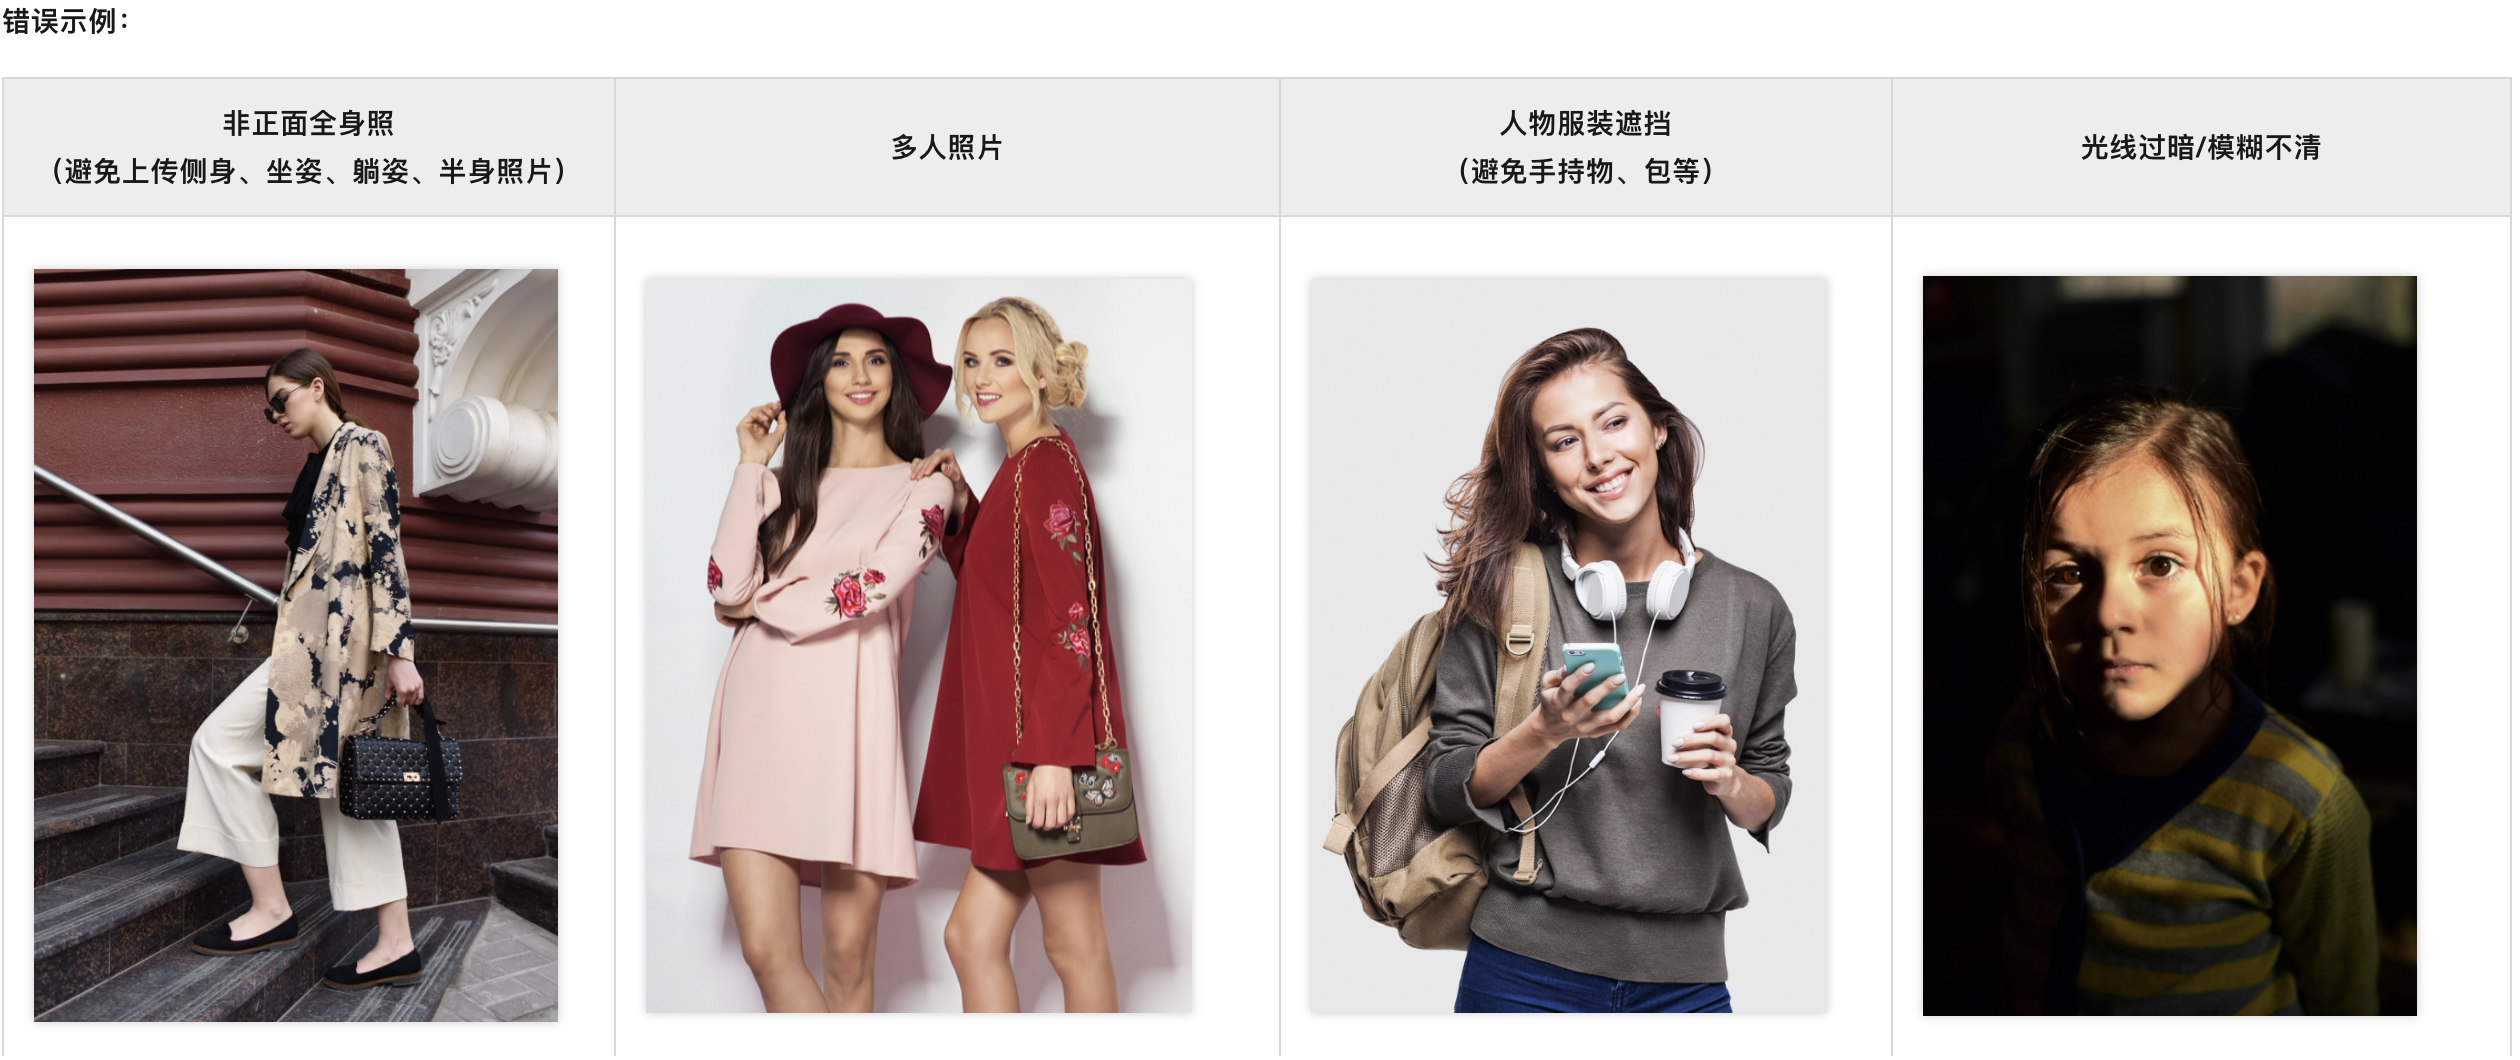 错误示例：
非正面全身照
（避免上传侧身、坐姿、躺姿、半身照片）
多人照片
人物服装遮挡
（避免手持物、包等）
光线过暗/模糊不清